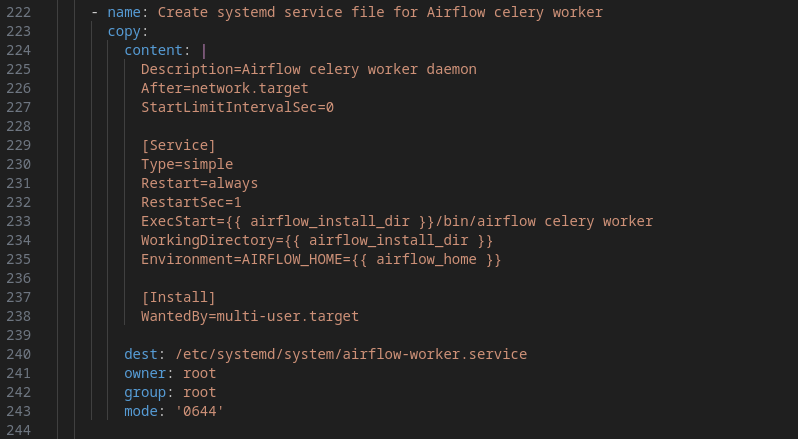 222 - name: Create systemd service file for Airflow celery worker
223 copy:
224 content: |
225 Description=Airflow celery worker daemon
226 After=network.target
227 StartLimitIntervalSec=0
228
229 [Service]
230 Type=simple
231 Restart=always
232 RestartSec=1
233 ExecStart={{ airflow_install_dir }}/bin/airflow celery worker
234 WorkingDirectory={{ airflow_install_dir }}
235 Environment=AIRFLOW_HOME={{ airflow_home }}
236
237 [Install]
238 WantedBy=multi-user.target
239
240 dest: /etc/systemd/system/airflow-worker.service
241 owner: root
242 group: root
243 mode: '0644'
244